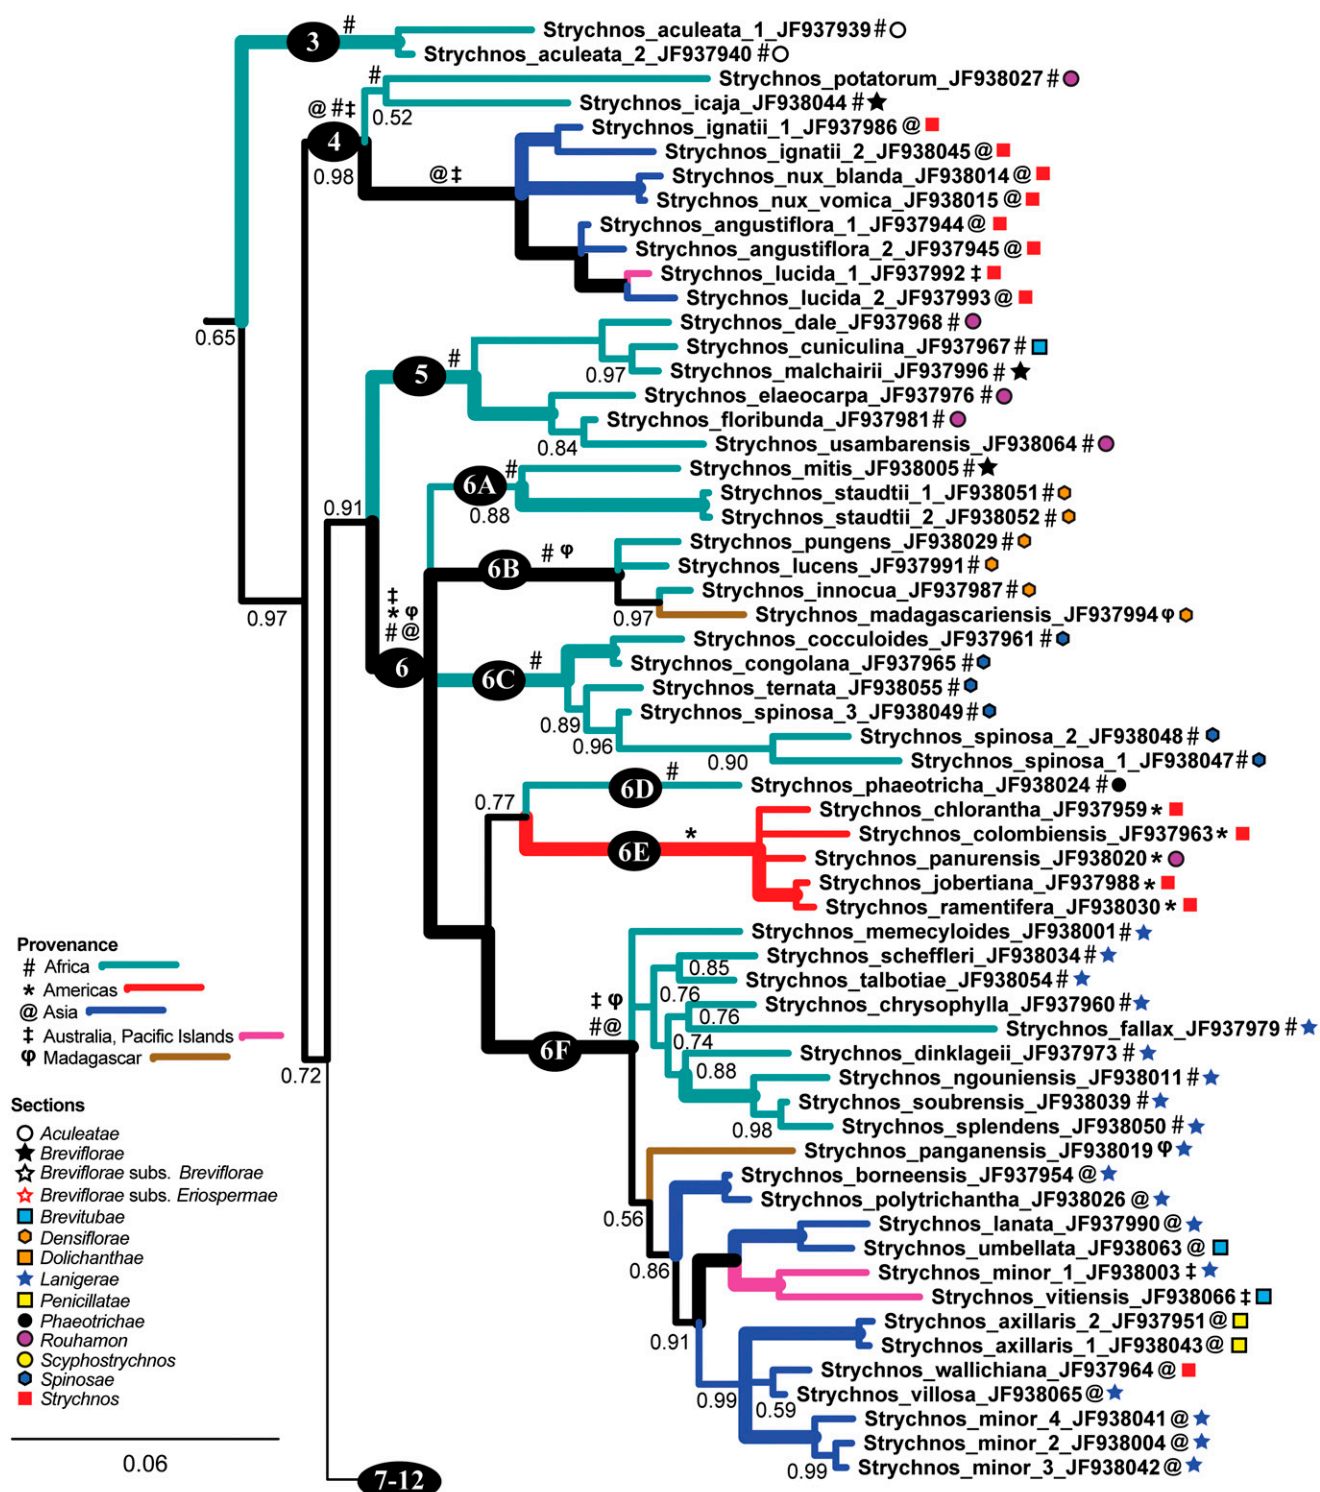 3 #
Strychnos_aculeata_1_JF937939 #
Strychnos_aculeata_2_JF937940 #
#
Strychnos_potatorum_JF938027 #
0.52
Strychnos_icaja_JF938044 #
@ # ‡
4
0.98
@ ‡
Strychnos_ignatii_1_JF937986 @
Strychnos_ignatii_2_JF938045 @
Strychnos_nux_blanda_JF938014 @
Strychnos_nux_vomica_JF938015 @
Strychnos_angustiflora_1_JF937944 @
Strychnos_angustiflora_2_JF937945 @
Strychnos_lucida_1_JF937992 ‡
Strychnos_lucida_2_JF937993 @
0.65
Strychnos_dale_JF937968 #
Strychnos_cuniculina_JF937967 #
5 #
0.97
Strychnos_malchairii_JF937996 #
Strychnos_elaeocarpa_JF937976 #
Strychnos_floribunda_JF937981 #
0.84
Strychnos_usambarensis_JF938064 #
Strychnos_mitis_JF938005 #
6A #
0.88
Strychnos_staudtii_1_JF938051 #
Strychnos_staudtii_2_JF938052 #
0.91
Strychnos_pungens_JF938029 #
6B # φ
Strychnos_lucens_JF937991 #
Strychnos_innocua_JF937987 #
0.97
0.97
Strychnos_madagascariensis_JF937994 φ
‡
* φ
# @
6
Strychnos_cocculoides_JF937961 #
Strychnos_congolana_JF937965 #
6C #
Strychnos_ternata_JF938055 #
0.89
Strychnos_spinosa_3_JF938049 #
0.96
Strychnos_spinosa_2_JF938048 #
0.90
Strychnos_spinosa_1_JF938047 #
6D #
Strychnos_phaeotricha_JF938024 #
0.77
Strychnos_chlorantha_JF937959 *
Strychnos_colombiensis_JF937963 *
6E *
Strychnos_panurensis_JF938020 *
Strychnos_jobertiana_JF937988 *
Strychnos_ramentifera_JF938030 *
Strychnos_memecyloides_JF938001 #
Strychnos_scheffleri_JF938034 #
0.85
Strychnos_talbotiae_JF938054 #
0.76
Strychnos_chrysophylla_JF937960 #
0.76
Strychnos_fallax_JF937979 #
0.74
‡ φ
# @
6F
Strychnos_dinklageii_JF937973 #
0.88
Strychnos_ngouniensis_JF938011 #
Strychnos_soubrensis_JF938039 #
0.98
Strychnos_splendens_JF938050 #
Strychnos_panganensis_JF938019 φ
Strychnos_borneensis_JF937954 @
Strychnos_polytrichantha_JF938026 @
0.56
Strychnos_lanata_JF937990 @
Strychnos_umbellata_JF938063 @
0.86
Strychnos_minor_1_JF938003 ‡
Strychnos_vitiensis_JF938066 ‡
Strychnos_axillaris_2_JF937951 @
0.91
Strychnos_axillaris_1_JF938043 @
Strychnos_wallichiana_JF937964 @
Strychnos_villosa_JF938065 @
0.99 0.59
Strychnos_minor_4_JF938041 @
Strychnos_minor_2_JF938004 @
0.99
Strychnos_minor_3_JF938042 @
0.72
7-12
Provenance
# Africa
* Americas
@ Asia
‡ Australia, Pacific Islands
φ Madagascar
Sections
Aculeatae
Breviflorae
Breviflorae subs. Breviflorae
Breviflorae subs. Eriospermae
Brevitubae
Densiflorae
Dolichanthae
Lanigerae
Penicillatae
Phaeotrichae
Rouhamon
Scyphostrychnos
Spinosae
Strychnos
0.06